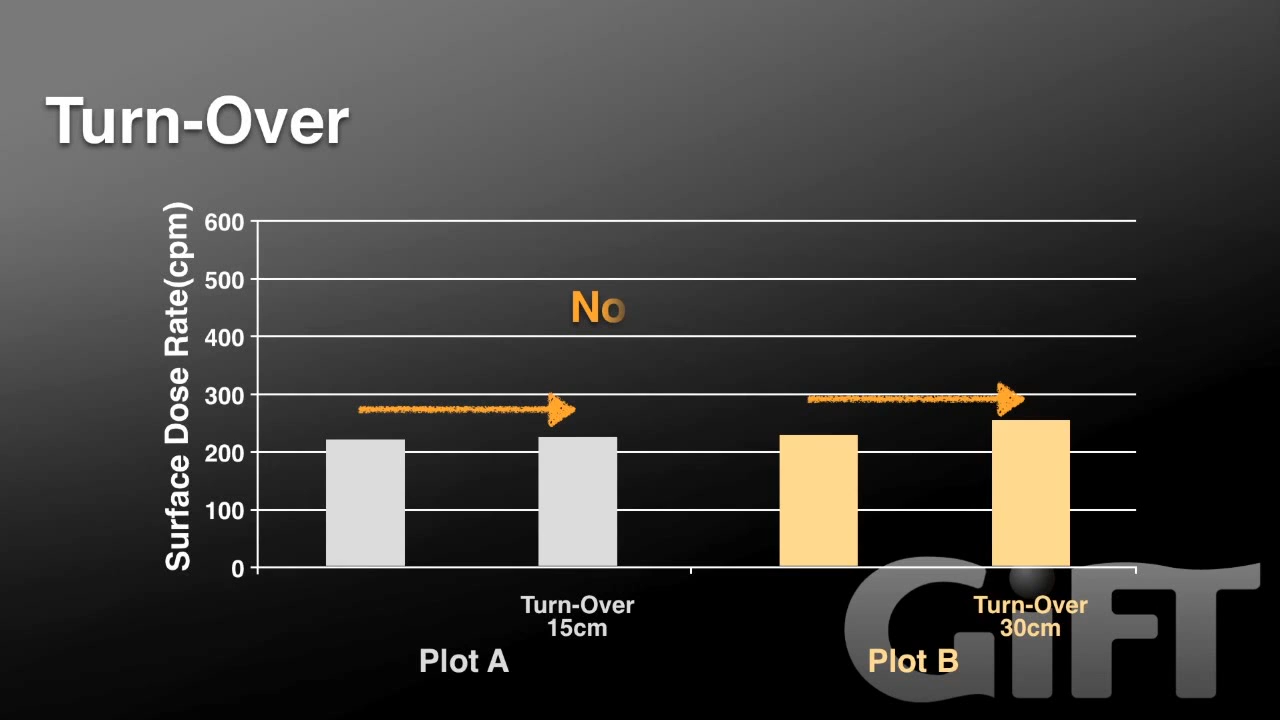 Turn-Over
Surface Dose Rate(cpm)
600
500
400
300
200
100
0
No
Turn-Over
15cm
Turn-Over
30cm
Plot A
Plot B
GiFT